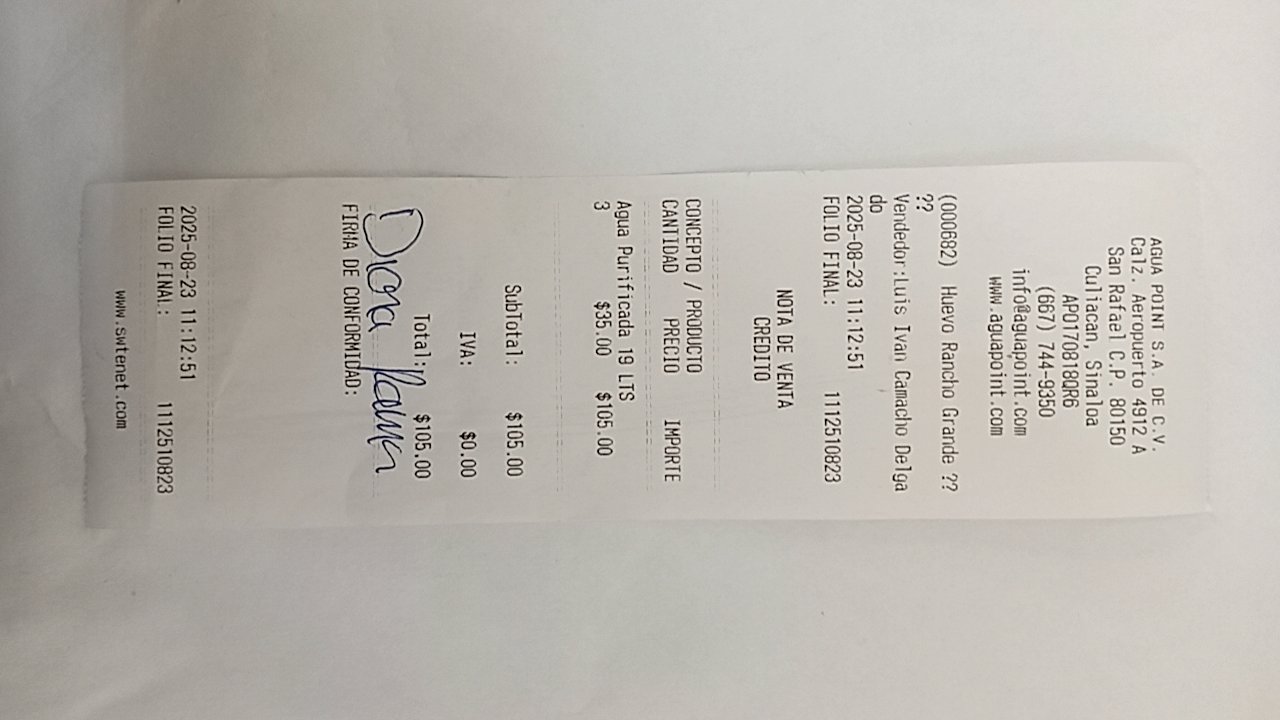 AGUA POINT S.A. DE C.V.
Calz. Aeropuerto 4912 A
San Rafael C.P. 80150
Culiacan, Sinaloa
APO170818QR6
(667) 744-9350
info@aguapoint.com
www.aguapoint.com
(000682) Huevo Rancho Grande ??
??
Vendedor:Luis Ivan Camacho Delga
do
2025-08-23 11:12:51
FOLIO FINAL: 1112510823
NOTA DE VENTA
CREDITO
CONCEPTO / PRODUCTO
CANTIDAD PRECIO IMPORTE
Agua Purificada 19 LTS
3 $35.00 $105.00
SubTotal: $105.00
IVA: $0.00
Total: $105.00
Diana
FIRMA DE CONFORMIDAD:
2025-08-23 11:12:51
FOLIO FINAL: 1112510823
www.swtenet.com